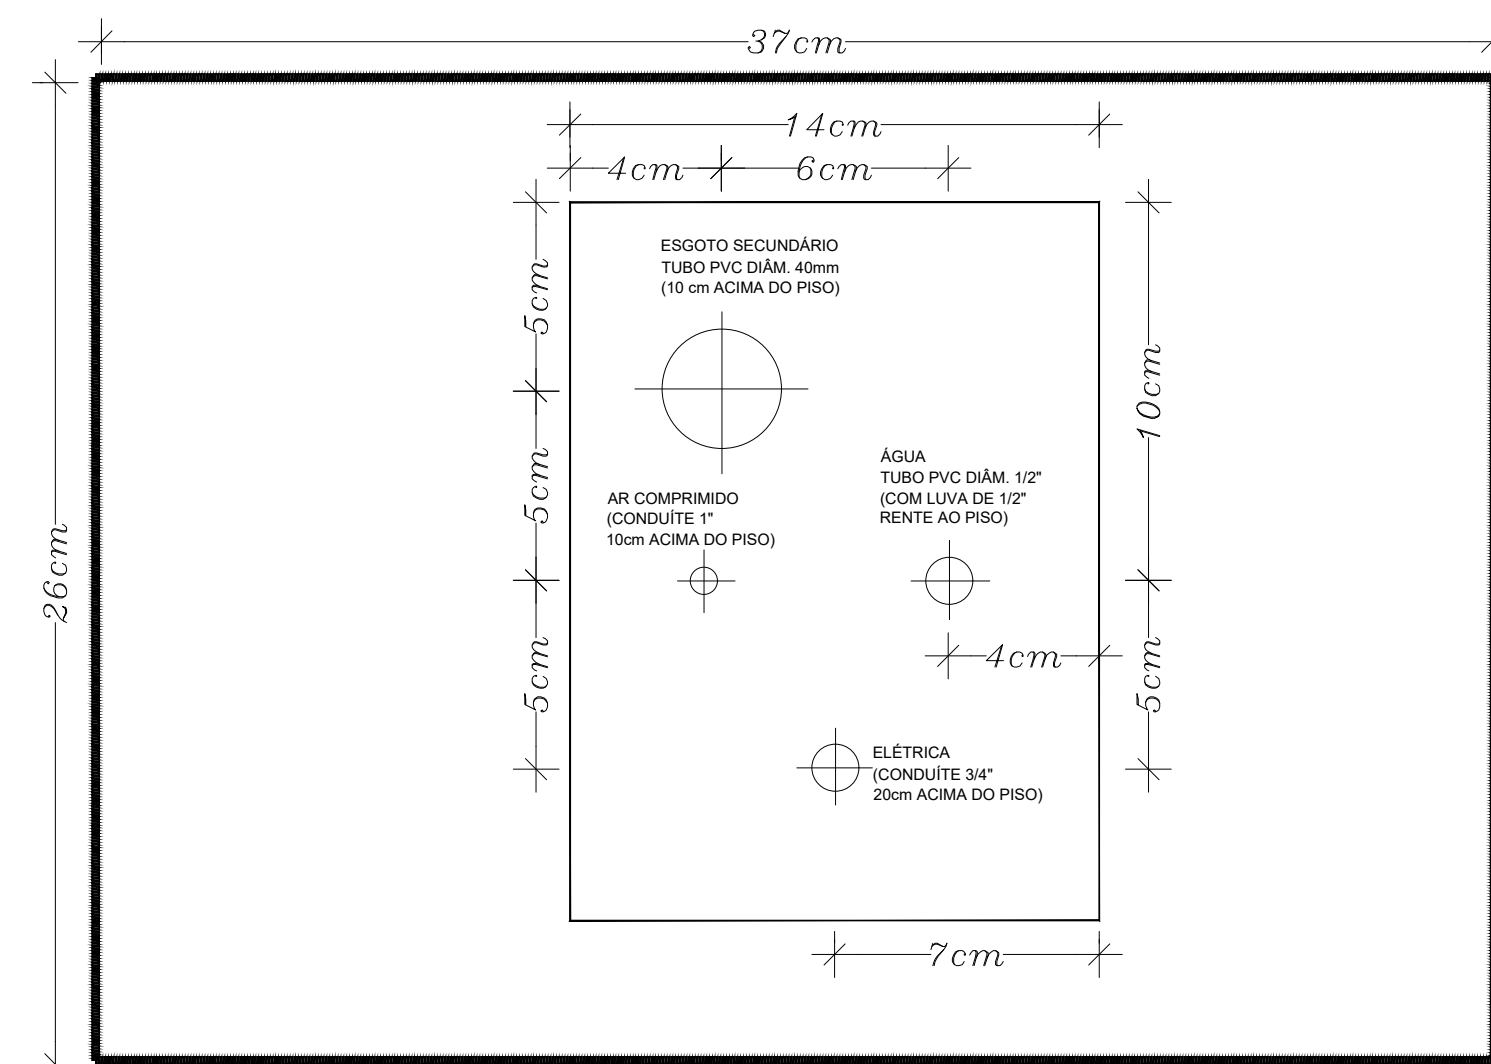 37cm
14cm
4cm
6cm
ESGOTO SECUNDÁRIO
TUBO PVC DIÂM. 40mm
(10 cm ACIMA DO PISO)
5cm
10cm
ÁGUA
TUBO PVC DIÂM. 1/2"
(COM LUVA DE 1/2"
RENTE AO PISO)
5cm
AR COMPRIMIDO
(CONDUÍTE 1"
10cm ACIMA DO PISO)
26cm
4cm
5cm
5cm
ELÉTRICA
(CONDUÍTE 3/4"
20cm ACIMA DO PISO)
7cm